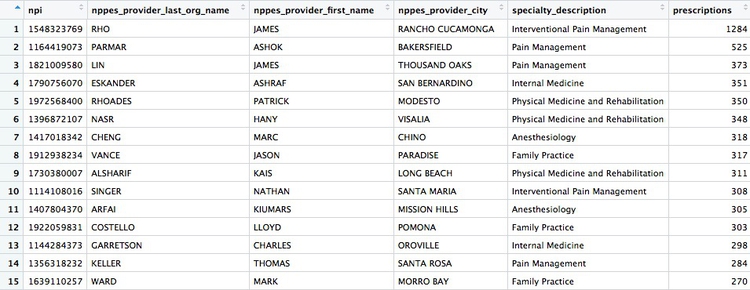 npi nppes_provider_last_org_name nppes_provider_first_name nppes_provider_city specialty_description prescriptions
1 1548323769 RHO JAMES RANCHO CUCAMONGA Interventional Pain Management 1284
2 1164419073 PARMAR ASHOK BAKERSFIELD Pain Management 525
3 1821009580 LIN JAMES THOUSAND OAKS Pain Management 373
4 1790756070 ESKANDER ASHRAF SAN BERNARDINO Internal Medicine 351
5 1972568400 RHOADES PATRICK MODESTO Physical Medicine and Rehabilitation 350
6 1396872107 NASR HANY VISALIA Physical Medicine and Rehabilitation 348
7 1417018342 CHENG MARC CHINO Anesthesiology 318
8 1912938234 VANCE JASON PARADISE Family Practice 317
9 1730380007 ALSHARIF KAIS LONG BEACH Physical Medicine and Rehabilitation 311
10 1114108016 SINGER NATHAN SANTA MARIA Interventional Pain Management 308
11 1407804370 ARFAI KIUMARS MISSION HILLS Anesthesiology 305
12 1922059831 COSTELLO LLOYD POMONA Family Practice 303
13 1144284373 GARRETSON CHARLES OROVILLE Internal Medicine 298
14 1356318232 KELLER THOMAS SANTA ROSA Pain Management 284
15 1639110257 WARD MARK MORRO BAY Family Practice 270